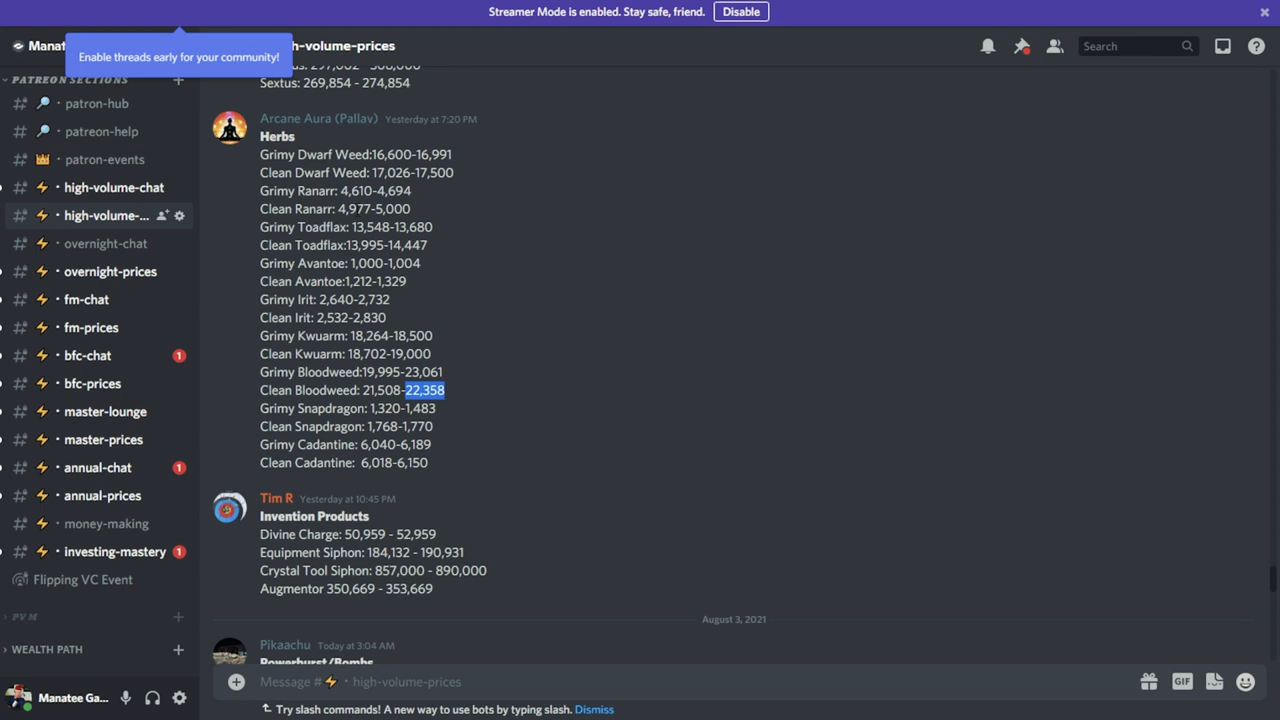 Streamer Mode is enabled. Stay safe, friend. Disable
Enable threads early for your community!
h-volume-prices
Search
PATREON SECTIONS
patron-hub
patreon-help
patron-events
high-volume-chat
high-volume-...
overnight-chat
overnight-prices
fm-chat
fm-prices
bfc-chat 1
bfc-prices
master-lounge
master-prices
annual-chat 1
annual-prices
money-making
investing-mastery 1
Flipping VC Event
PVM
WEALTH PATH
Manatee Ga...
Sextus: 269,854 - 274,854
Arcane Aura (Pallav) Yesterday at 7:20 PM
Herbs
Grimy Dwarf Weed:16,600-16,991
Clean Dwarf Weed: 17,026-17,500
Grimy Ranarr: 4,610-4,694
Clean Ranarr: 4,977-5,000
Grimy Toadflax: 13,548-13,680
Clean Toadflax:13,995-14,447
Grimy Avantoe: 1,000-1,004
Clean Avantoe:1,212-1,329
Grimy Irit: 2,640-2,732
Clean Irit: 2,532-2,830
Grimy Kwuarm: 18,264-18,500
Clean Kwuarm: 18,702-19,000
Grimy Bloodweed:19,995-23,061
Clean Bloodweed: 21,508-22,358
Grimy Snapdragon: 1,320-1,483
Clean Snapdragon: 1,768-1,770
Grimy Cadantine: 6,040-6,189
Clean Cadantine: 6,018-6,150
Tim R Yesterday at 10:45 PM
Invention Products
Divine Charge: 50,959 - 52,959
Equipment Siphon: 184,132 - 190,931
Crystal Tool Siphon: 857,000 - 890,000
Augmentor 350,669 - 353,669
August 3, 2021
Pikaachu Today at 3:04 AM
Powerburst/Bombs
Message #⚡・high-volume-prices
GIF
Try slash commands! A new way to use bots by typing slash. Dismiss